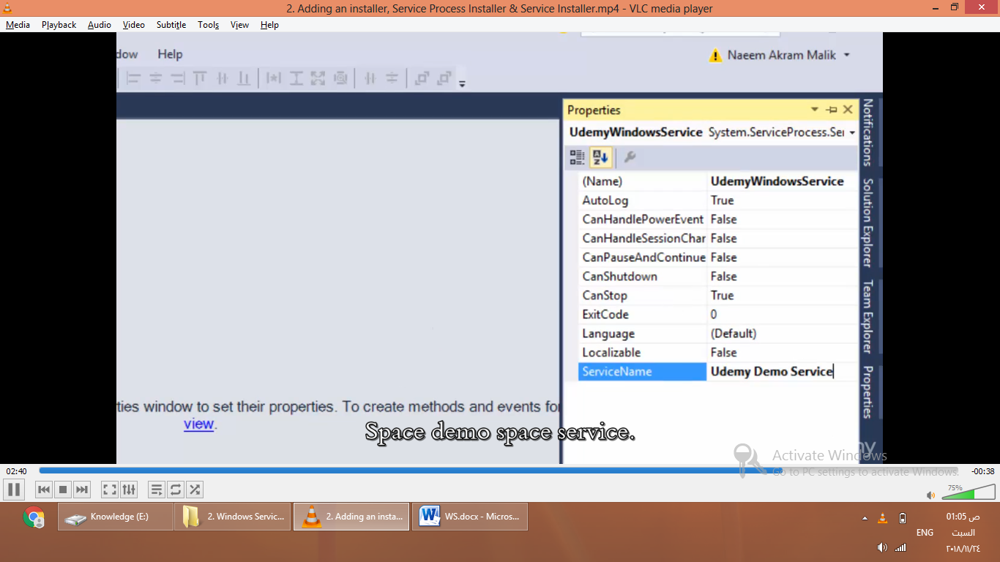 2. Adding an installer, Service Process Installer & Service Installer.mp4 - VLC media player
Media Playback Audio Video Subtitle Tools View Help
dow Help
Naeem Akram Malik
Properties
UdemyWindowsService System.ServiceProcess.Ser
(Name) UdemyWindowsService
AutoLog True
CanHandlePowerEvent False
CanHandleSessionChar False
CanPauseAndContinue False
CanShutdown False
CanStop True
ExitCode 0
Language (Default)
Localizable False
ServiceName Udemy Demo Service
Notifications
Solution Explorer
Team Explorer
Properties
ties window to set their properties. To create methods and events for
view.
Space demo space service.
my
Activate Windows
Go to PC settings to activate Windows.
02:40 -00:38
75%
Knowledge (E:) 2. Windows Servic... 2. Adding an insta... WS.docx - Micros...
ENG
01:05 ص
السبت
٢٠١٨/١١/٢٤